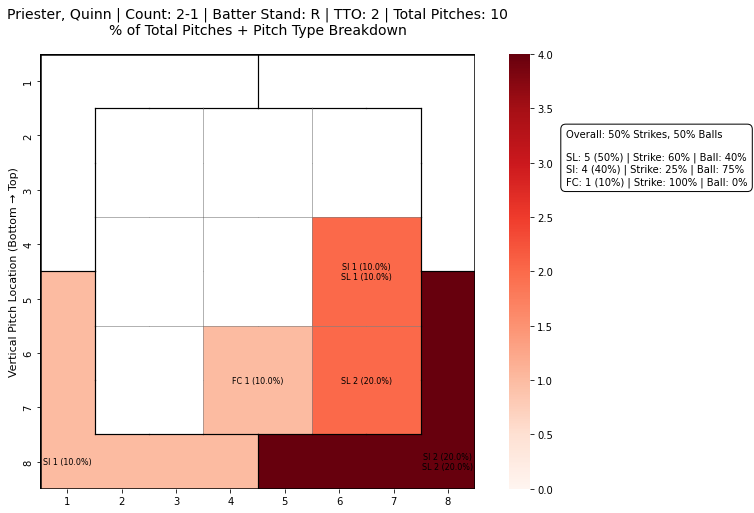 Priester, Quinn | Count: 2-1 | Batter Stand: R | TTO: 2 | Total Pitches: 10
% of Total Pitches + Pitch Type Breakdown
Vertical Pitch Location (Bottom → Top)
1
2
3
4
5
6
7
8
SI 1 (10.0%)
SL 1 (10.0%)
FC 1 (10.0%)
SL 2 (20.0%)
SI 1 (10.0%)
SI 2 (20.0%)
SL 2 (20.0%)
1
2
3
4
5
6
7
8
4.0
3.5
3.0
2.5
2.0
1.5
1.0
0.5
0.0
Overall: 50% Strikes, 50% Balls
SL: 5 (50%) | Strike: 60% | Ball: 40%
SI: 4 (40%) | Strike: 25% | Ball: 75%
FC: 1 (10%) | Strike: 100% | Ball: 0%